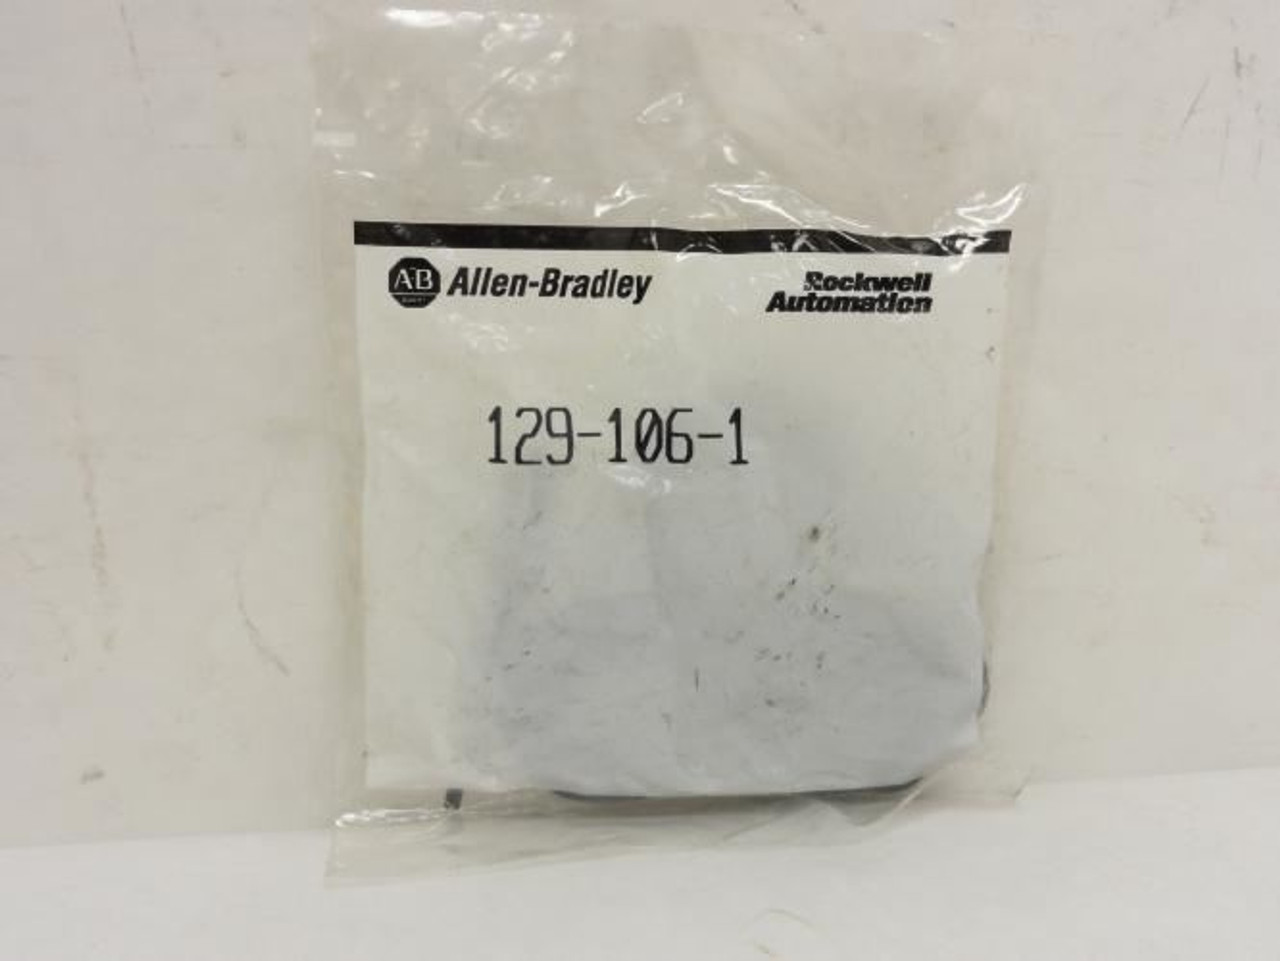 AB Allen-Bradley
Rockwell
Automation
129-106-1